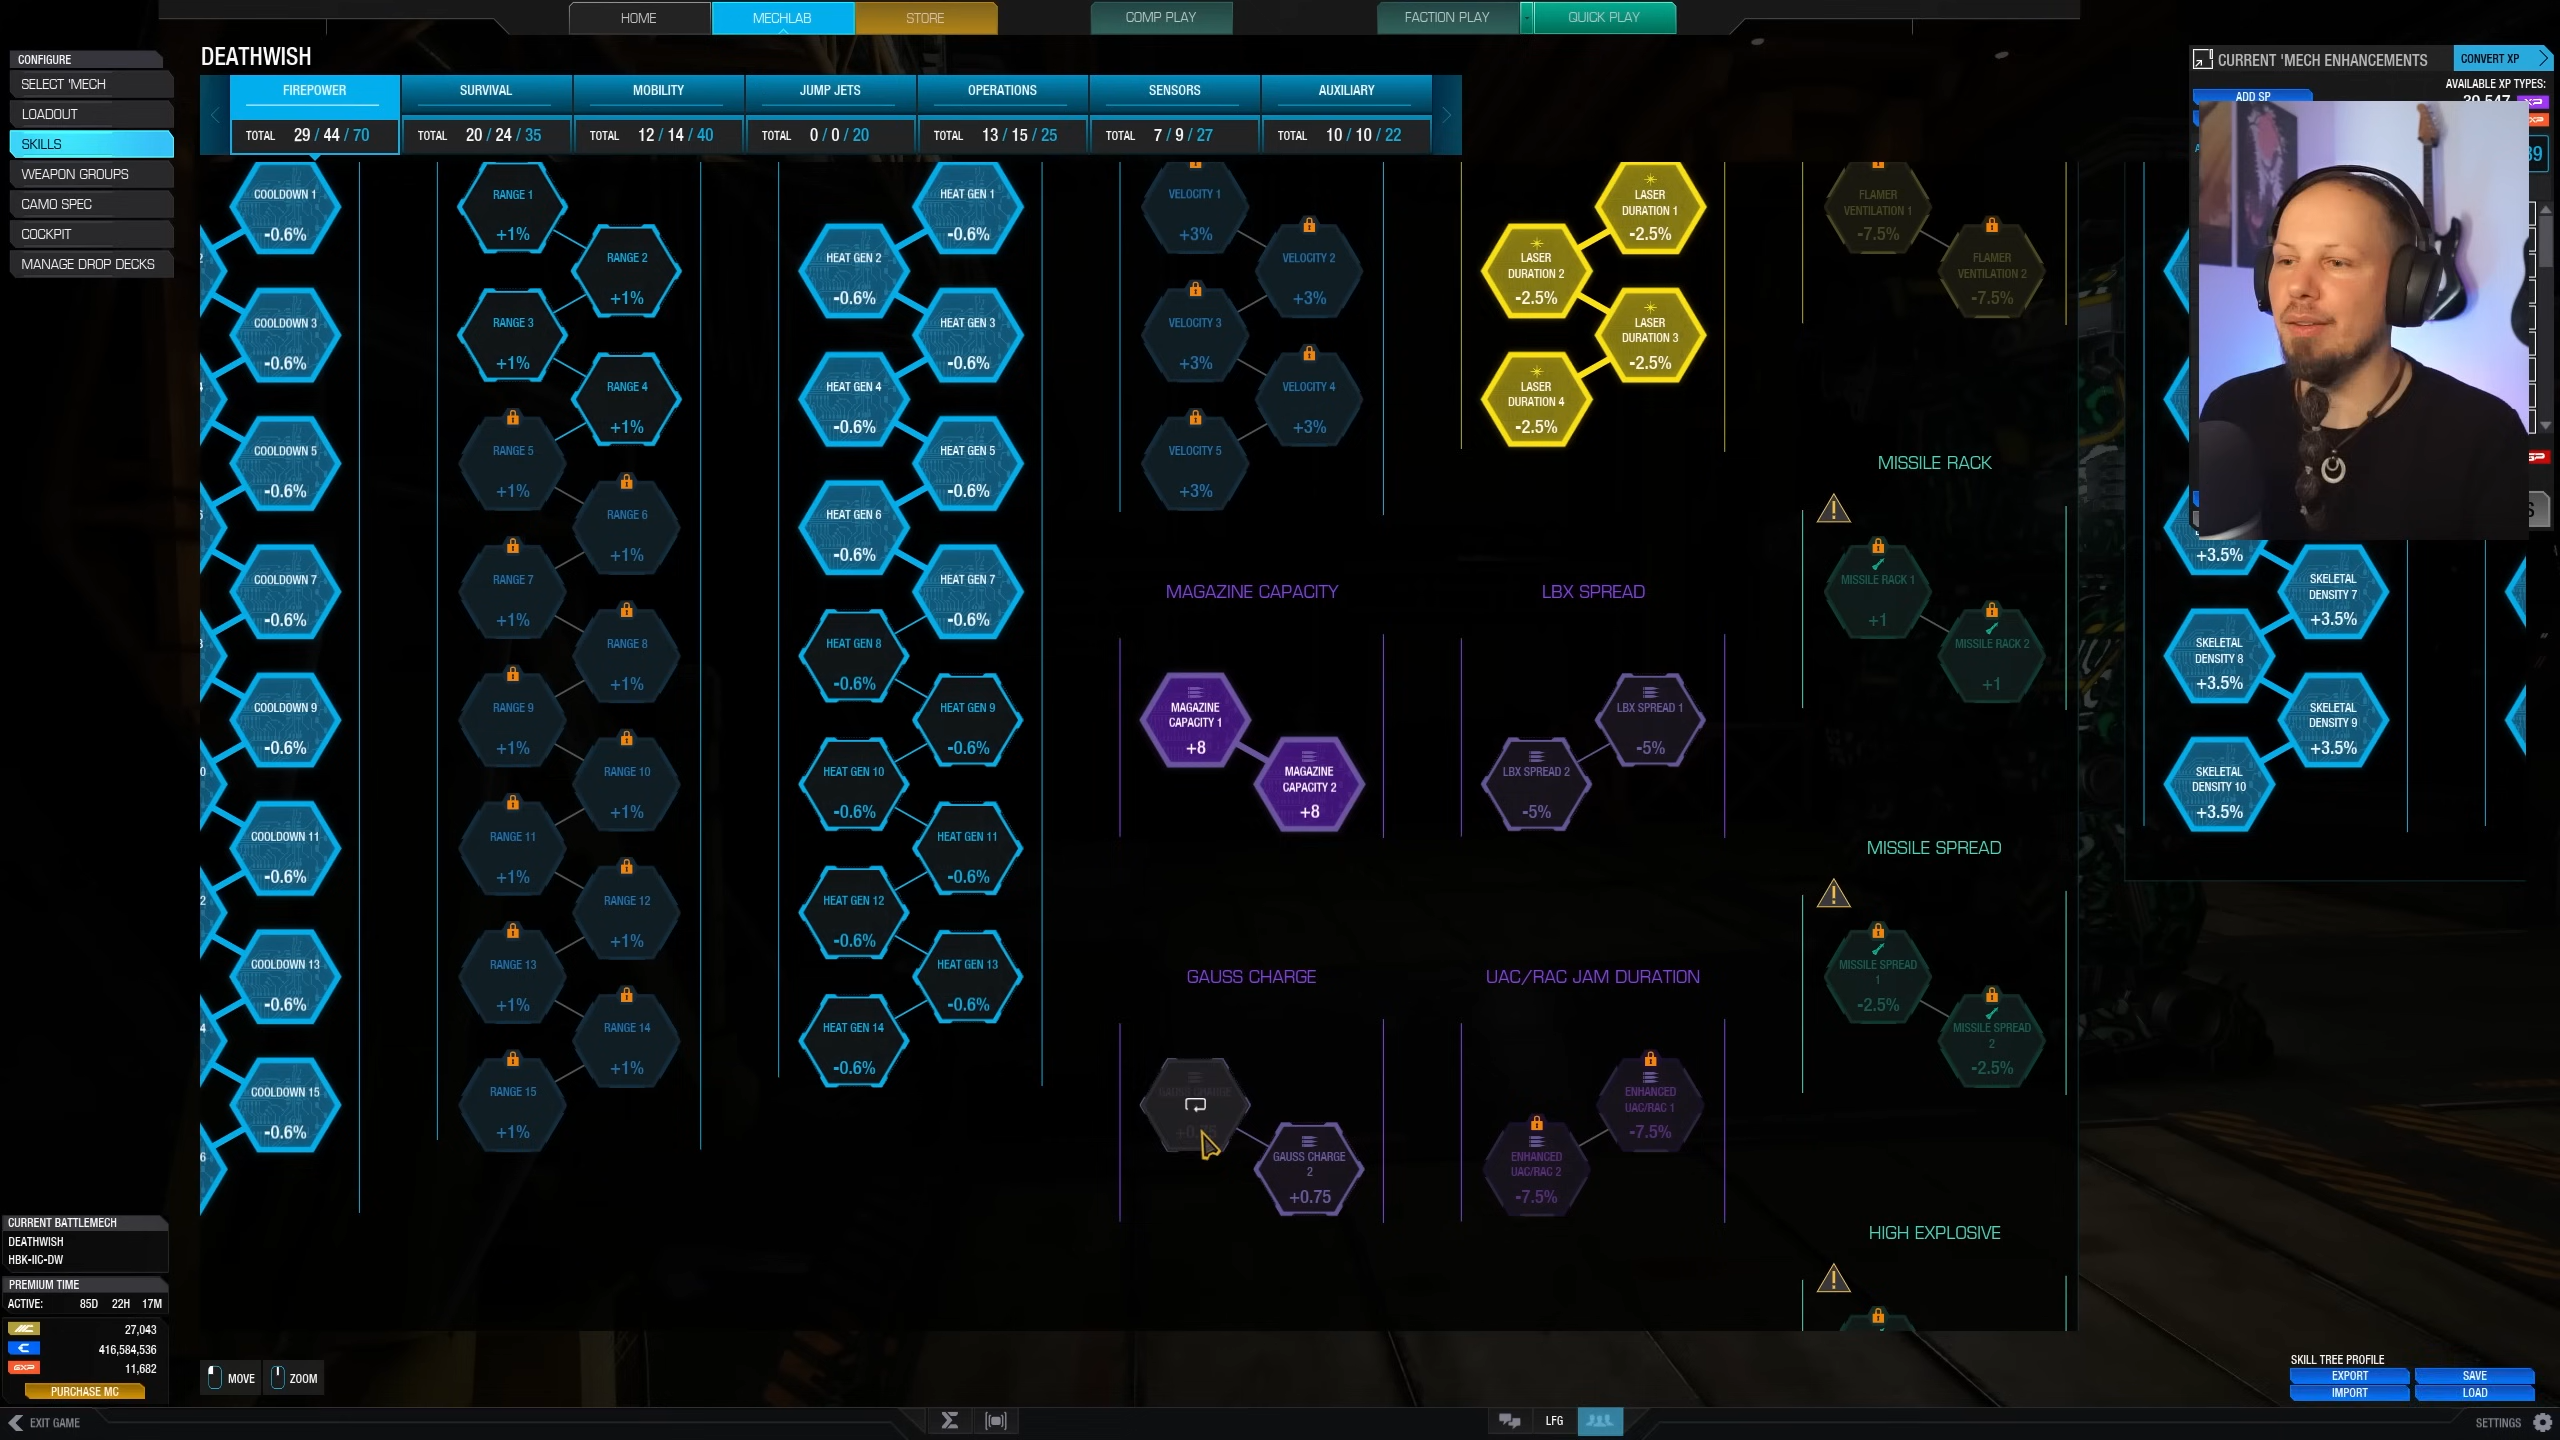 HOME
MECHLAB
STORE
COMP PLAY
FACTION PLAY
QUICK PLAY
CONFIGURE
SELECT 'MECH
LOADOUT
SKILLS
WEAPON GROUPS
CAMO SPEC
COCKPIT
MANAGE DROP DECKS
DEATHWISH
FIREPOWER
TOTAL 29 / 44 / 70
SURVIVAL
TOTAL 20 / 24 / 35
MOBILITY
TOTAL 12 / 14 / 40
JUMP JETS
TOTAL 0 / 0 / 20
OPERATIONS
TOTAL 13 / 15 / 25
SENSORS
TOTAL 7 / 9 / 27
AUXILIARY
TOTAL 10 / 10 / 22
CURRENT 'MECH ENHANCEMENTS
CONVERT XP
AVAILABLE XP TYPES:
ADD SP
39,547 XP
COOLDOWN 1
-0.6%
COOLDOWN 3
-0.6%
COOLDOWN 5
-0.6%
COOLDOWN 7
-0.6%
COOLDOWN 9
-0.6%
COOLDOWN 11
-0.6%
COOLDOWN 13
-0.6%
COOLDOWN 15
-0.6%
RANGE 1
+1%
RANGE 2
+1%
RANGE 3
+1%
RANGE 4
+1%
RANGE 5
+1%
RANGE 6
+1%
RANGE 7
+1%
RANGE 8
+1%
RANGE 9
+1%
RANGE 10
+1%
RANGE 11
+1%
RANGE 12
+1%
RANGE 13
+1%
RANGE 14
+1%
RANGE 15
+1%
HEAT GEN 1
-0.6%
HEAT GEN 2
-0.6%
HEAT GEN 3
-0.6%
HEAT GEN 4
-0.6%
HEAT GEN 5
-0.6%
HEAT GEN 6
-0.6%
HEAT GEN 7
-0.6%
HEAT GEN 8
-0.6%
HEAT GEN 9
-0.6%
HEAT GEN 10
-0.6%
HEAT GEN 11
-0.6%
HEAT GEN 12
-0.6%
HEAT GEN 13
-0.6%
HEAT GEN 14
-0.6%
VELOCITY 1
+3%
VELOCITY 2
+3%
VELOCITY 3
+3%
VELOCITY 4
+3%
VELOCITY 5
+3%
MAGAZINE CAPACITY
MAGAZINE
CAPACITY 1
+8
MAGAZINE
CAPACITY 2
+8
GAUSS CHARGE
GAUSS CHARGE
2
+0.75
LASER
DURATION 1
-2.5%
LASER
DURATION 2
-2.5%
LASER
DURATION 3
-2.5%
LASER
DURATION 4
-2.5%
LBX SPREAD
LBX SPREAD 1
-5%
LBX SPREAD 2
-5%
UAC/RAC JAM DURATION
ENHANCED
UAC/RAC 1
-7.5%
ENHANCED
UAC/RAC 2
-7.5%
FLAMER
VENTILATION 1
-7.5%
FLAMER
VENTILATION 2
-7.5%
MISSILE RACK
MISSILE RACK 1
+1
MISSILE RACK 2
+1
MISSILE SPREAD
MISSILE SPREAD
1
-2.5%
MISSILE SPREAD
2
-2.5%
HIGH EXPLOSIVE
+3.5%
SKELETAL
DENSITY 7
+3.5%
SKELETAL
DENSITY 8
+3.5%
SKELETAL
DENSITY 9
+3.5%
SKELETAL
DENSITY 10
+3.5%
CURRENT BATTLEMECH
DEATHWISH
HBK-IIC-DW
PREMIUM TIME
ACTIVE: 85D 22H 17M
MC 27,043
C 416,584,536
GXP 11,682
PURCHASE MC
MOVE
ZOOM
SKILL TREE PROFILE
EXPORT
SAVE
IMPORT
LOAD
EXIT GAME
LFG
SETTINGS